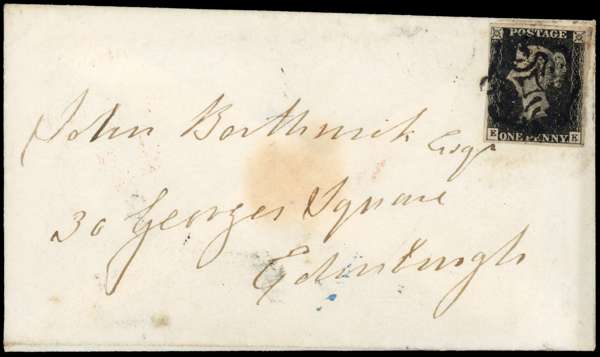 POSTAGE
E ONE PENNY E
John Borthwick
Esqr
30 Georges Square
Edinburgh